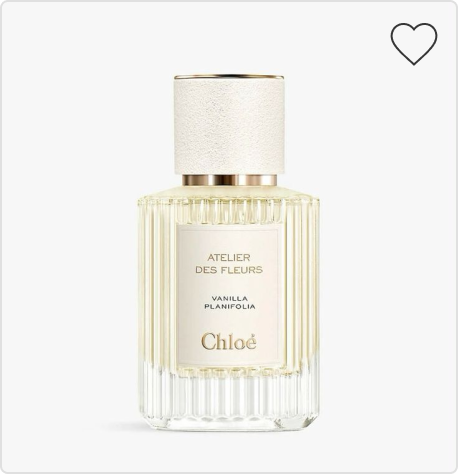 ATELIER
DES FLEURS
VANILLA
PLANIFOLIA
Chloé